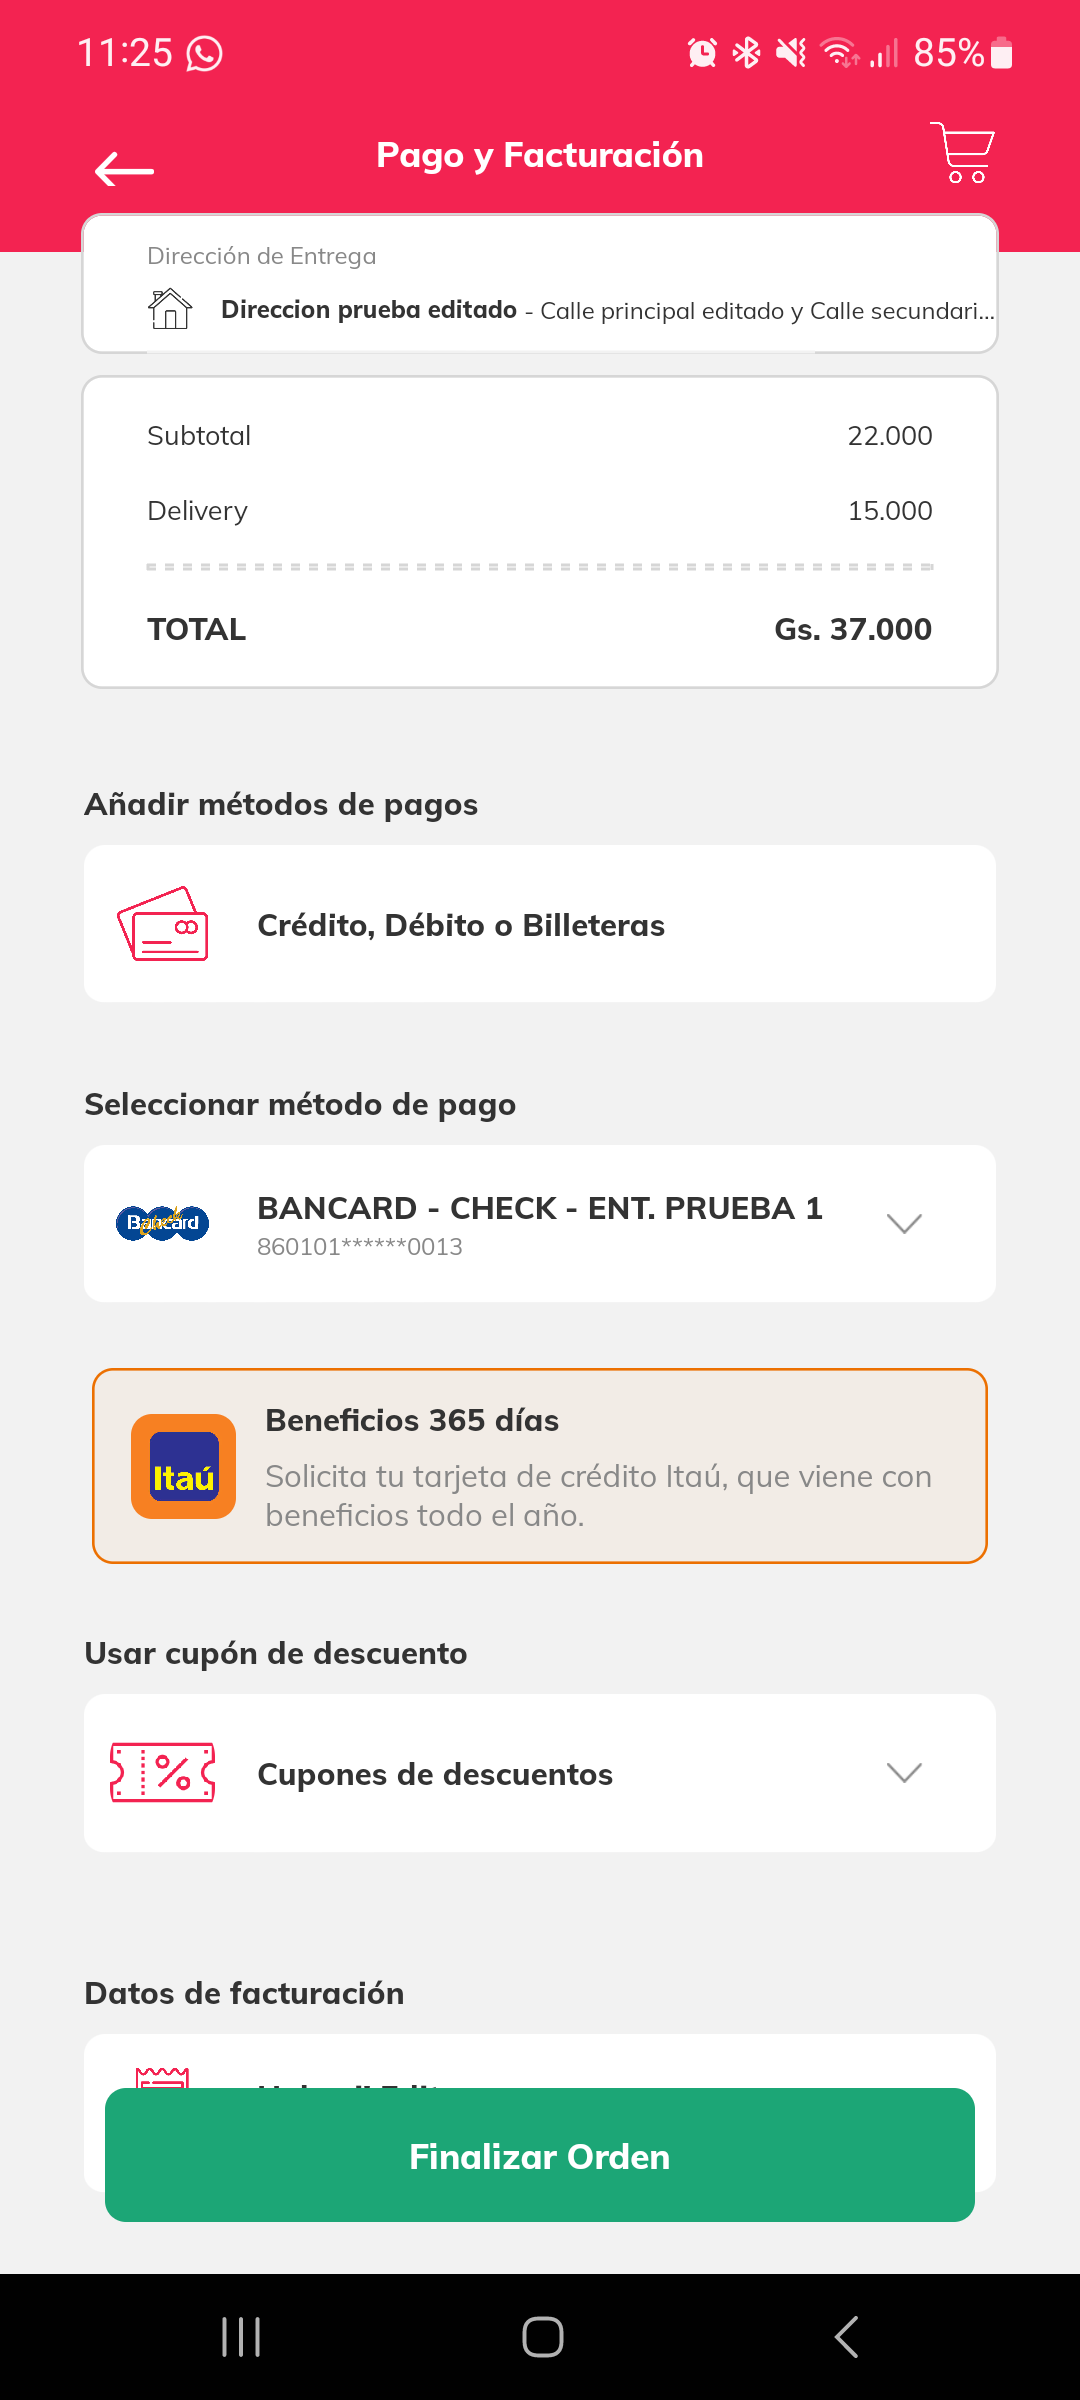 11:25
85%
Pago y Facturación
Dirección de Entrega
Direccion prueba editado - Calle principal editado y Calle secundari...
Subtotal 22.000
Delivery 15.000
TOTAL Gs. 37.000
Añadir métodos de pagos
Crédito, Débito o Billeteras
Seleccionar método de pago
Bancard Check
BANCARD - CHECK - ENT. PRUEBA 1
860101******0013
Itaú
Beneficios 365 días
Solicita tu tarjeta de crédito Itaú, que viene con
beneficios todo el año.
Usar cupón de descuento
%
Cupones de descuentos
Datos de facturación
Finalizar Orden